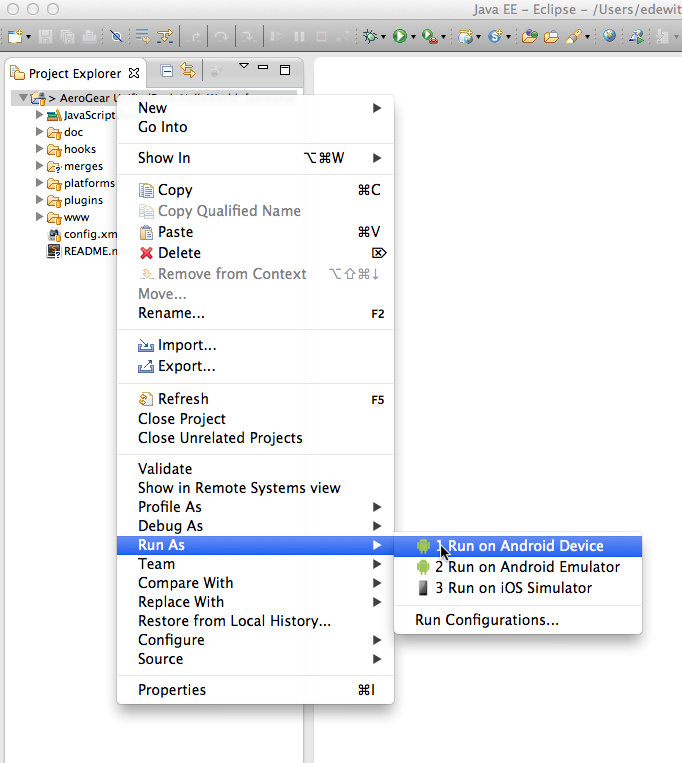 Java EE - Eclipse - /Users/edewit
Project Explorer
> AeroGear
JavaScript
doc
hooks
merges
platforms
plugins
www
config.xm
README.m
New
Go Into
Show In ⌥⌘W
Copy ⌘C
Copy Qualified Name
Paste ⌘V
Delete ⌦
Remove from Context ⌥⇧⌘↓
Move...
Rename... F2
Import...
Export...
Refresh F5
Close Project
Close Unrelated Projects
Validate
Show in Remote Systems view
Profile As
Debug As
Run As
1 Run on Android Device
2 Run on Android Emulator
3 Run on iOS Simulator
Run Configurations...
Team
Compare With
Replace With
Restore from Local History...
Configure
Source
Properties ⌘I